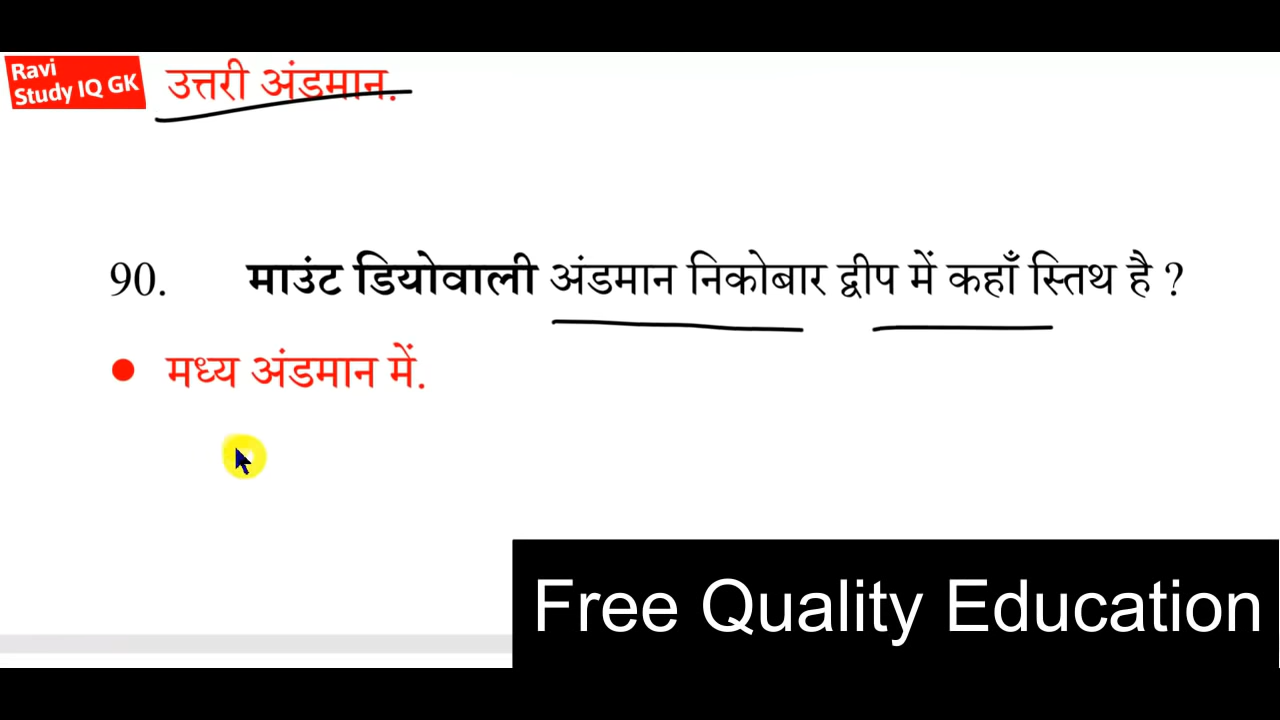 Ravi
Study IQ GK
उत्तरी अंडमान.
90. माउंट डियोवाली अंडमान निकोबार द्वीप में कहाँ स्तिथ है ?
● मध्य अंडमान में.
Free Quality Education